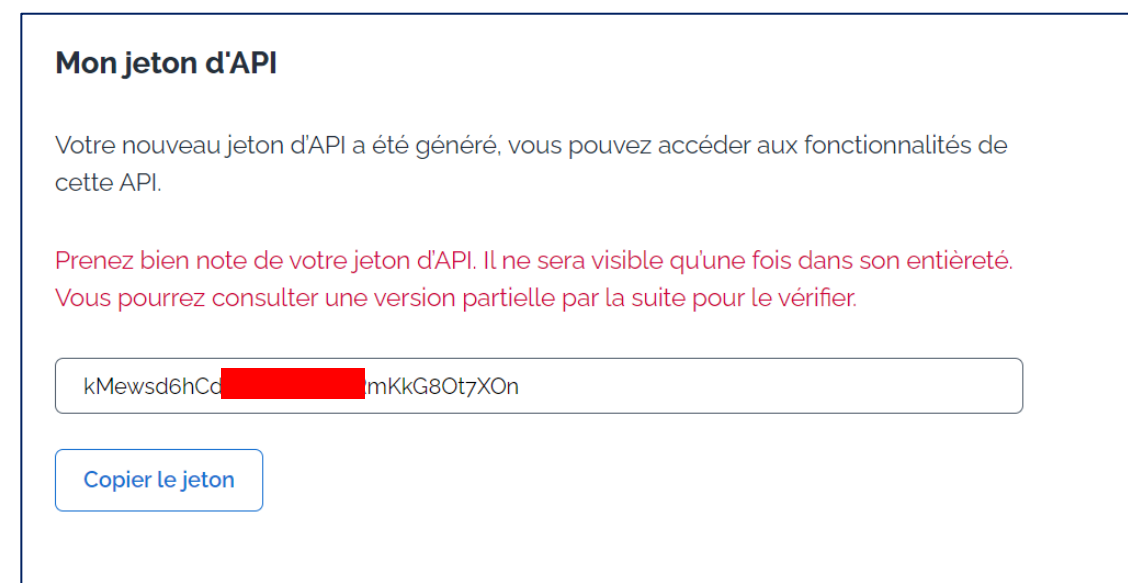 Mon jeton d'API
Votre nouveau jeton d'API a été généré, vous pouvez accéder aux fonctionnalités de
cette API.
Prenez bien note de votre jeton d'API. Il ne sera visible qu'une fois dans son entièreté.
Vous pourrez consulter une version partielle par la suite pour le vérifier.
kMewsd6hCd mKkG8Ot7XOn
Copier le jeton